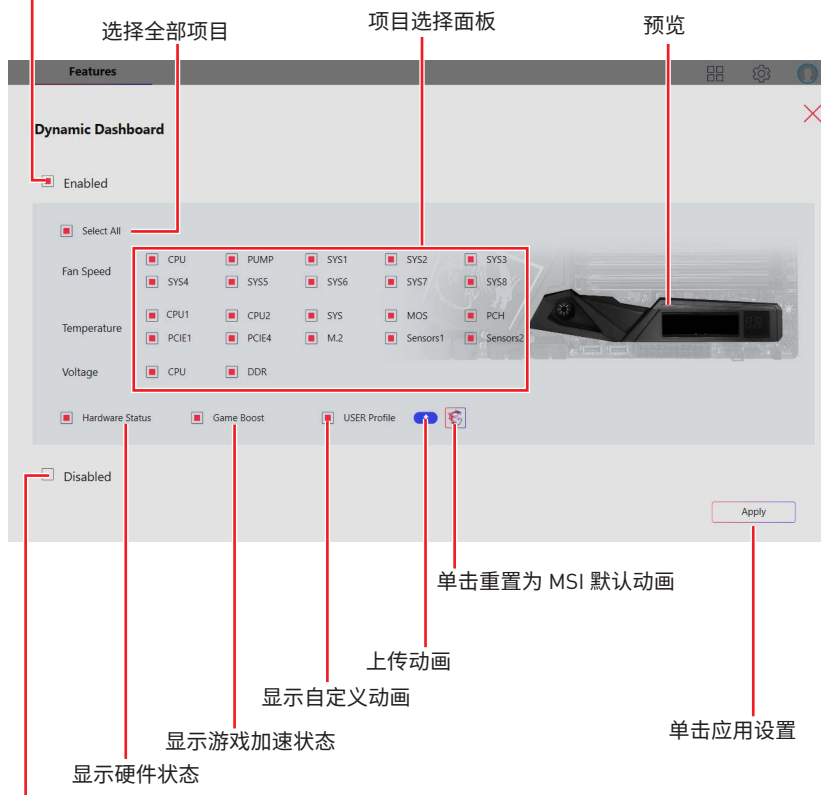 选择全部项目
项目选择面板
预览
Features
Dynamic Dashboard
Enabled
Select All
Fan Speed
CPU PUMP SYS1 SYS2 SYS3
SYS4 SYS5 SYS6 SYS7 SYS8
Temperature
CPU1 CPU2 SYS MOS PCH
PCIE1 PCIE4 M.2 Sensors1 Sensors2
Voltage
CPU DDR
Hardware Status Game Boost USER Profile
Disabled
Apply
单击重置为 MSI 默认动画
上传动画
显示自定义动画
单击应用设置
显示游戏加速状态
显示硬件状态